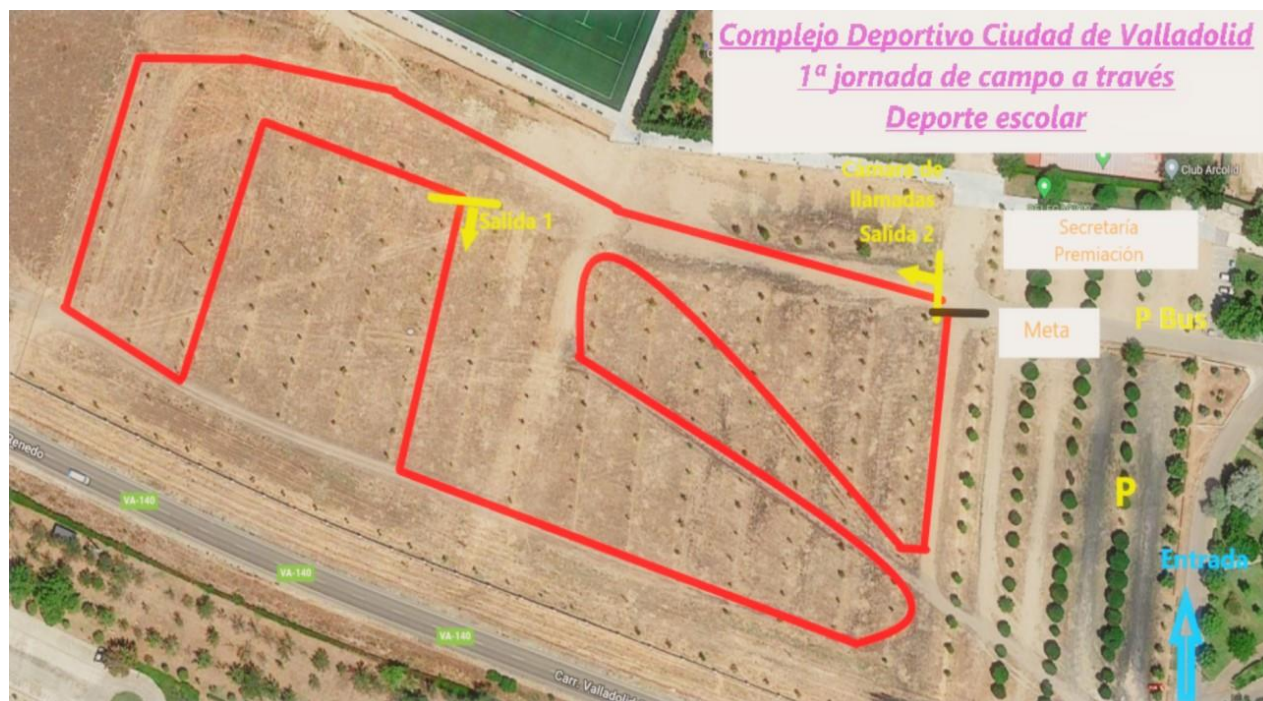 Complejo Deportivo Ciudad de Valladolid
1ª jornada de campo a través
Deporte escolar
Cámara de
llamadas
Salida 2
Club Arcolid
Salida 1
Secretaría
Premiación
Meta
P Bus
P
Entrada
Renedo
VA-140
VA-140
VA-140
Carr. Valladolid